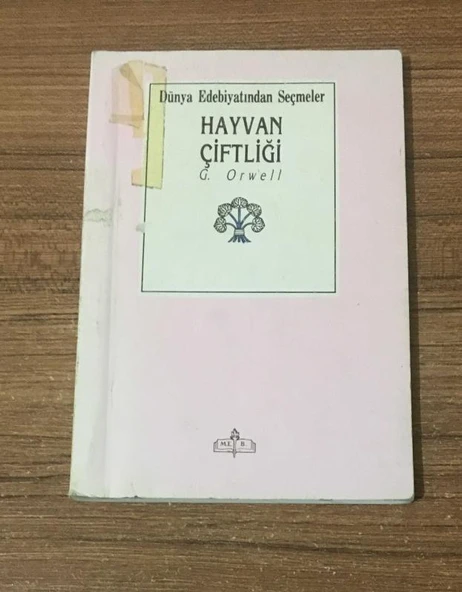 Dünya Edebiyatından Seçmeler
HAYVAN
ÇİFTLİĞİ
G. Orwell
M.E. B.